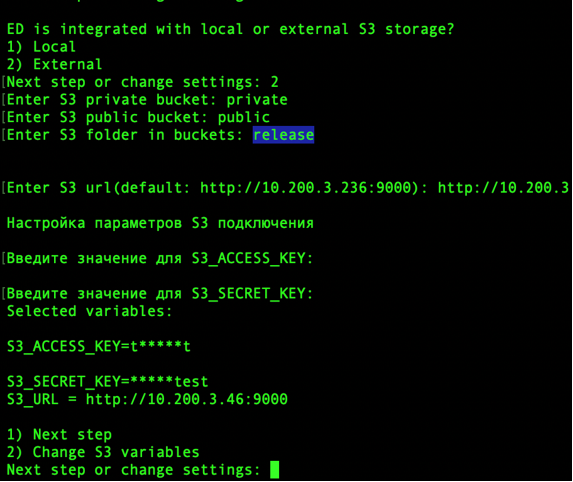 ED is integrated with local or external S3 storage?
1) Local
2) External
[Next step or change settings: 2
[Enter S3 private bucket: private
[Enter S3 public bucket: public
[Enter S3 folder in buckets: release
[Enter S3 url(default: http://10.200.3.236:9000): http://10.200.3
Настройка параметров S3 подключения
[Введите значение для S3_ACCESS_KEY:
[Введите значение для S3_SECRET_KEY:
Selected variables:
S3_ACCESS_KEY=t*****t
S3_SECRET_KEY=*****test
S3_URL = http://10.200.3.46:9000
1) Next step
2) Change S3 variables
Next step or change settings: